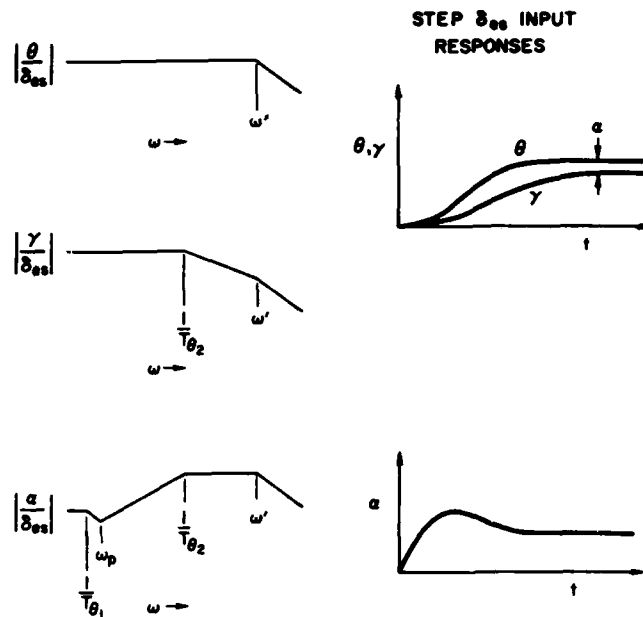 STEP δes INPUT
RESPONSES
|θ/δes|
ω'
ω →
θ,γ
θ
α
γ
t
|γ/δes|
1/Tθ2
ω'
ω →
|α/δes|
ωp
1/Tθ2
ω'
1/Tθ1
ω →
α
t